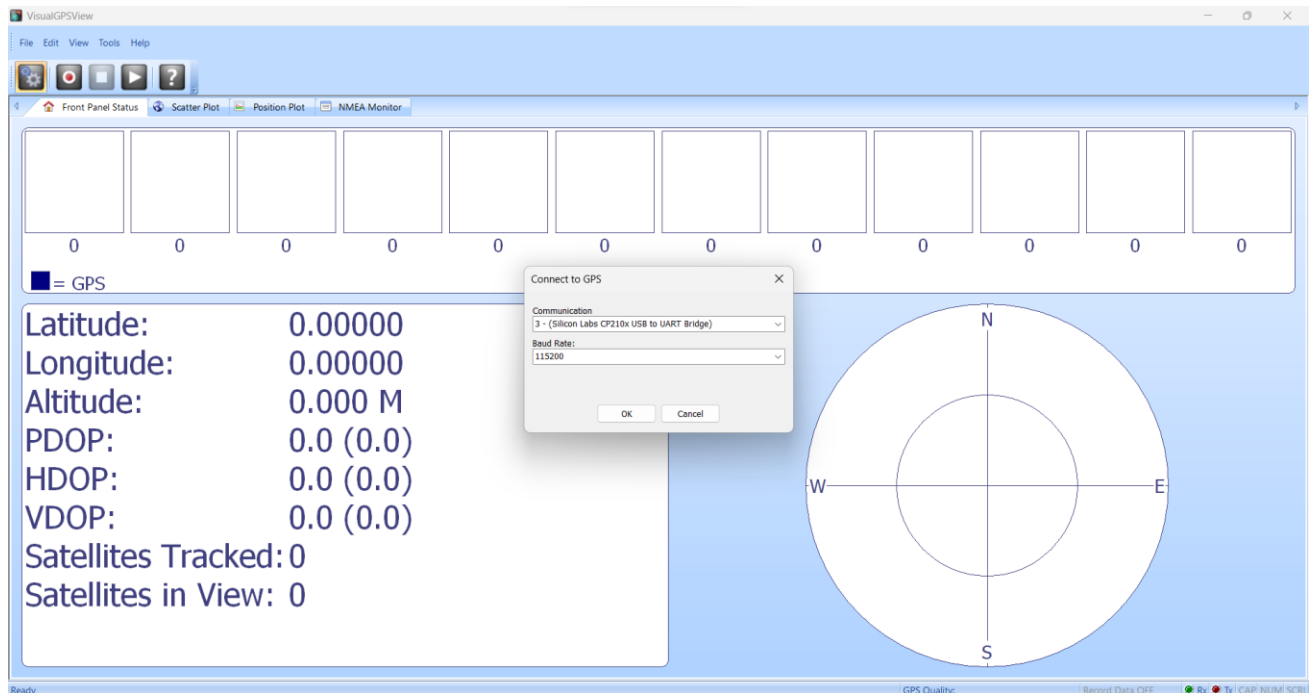 VisualGPSView
File Edit View Tools Help
?
Front Panel Status Scatter Plot Position Plot NMEA Monitor
0 0 0 0 0 0 0 0 0 0 0 0
= GPS
Connect to GPS
Communication
3 - (Silicon Labs CP210x USB to UART Bridge)
Baud Rate:
115200
OK Cancel
Latitude: 0.00000
Longitude: 0.00000
Altitude: 0.000 M
PDOP: 0.0 (0.0)
HDOP: 0.0 (0.0)
VDOP: 0.0 (0.0)
Satellites Tracked: 0
Satellites in View: 0
N
W E
S
Ready GPS Quality: Record Data OFF Rx Tx CAP NUM SCRL